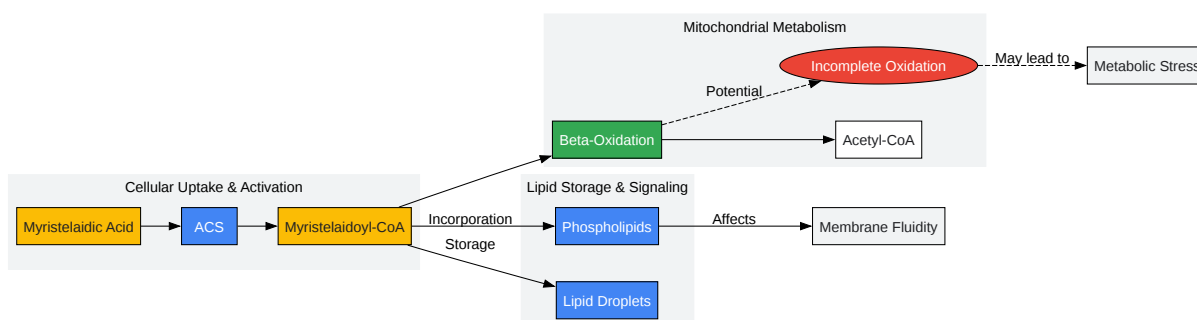 Mitochondrial Metabolism
Incomplete Oxidation
May lead to
Metabolic Stress
Potential
Beta-Oxidation
Acetyl-CoA
Cellular Uptake & Activation
Lipid Storage & Signaling
Myristelaidic Acid
ACS
Myristelaidoyl-CoA
Incorporation
Phospholipids
Affects
Membrane Fluidity
Storage
Lipid Droplets